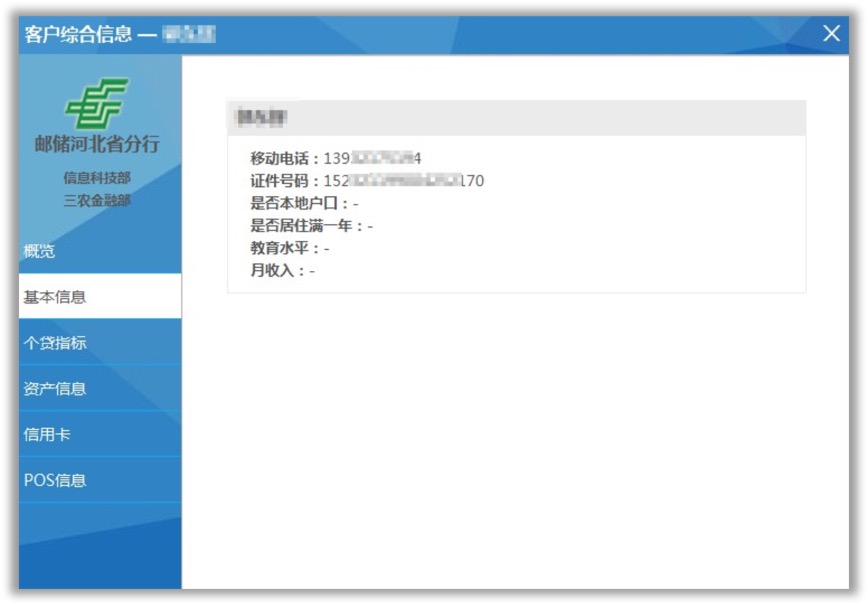 客户综合信息 —
邮储河北省分行
信息科技部
三农金融部
概览
基本信息
个贷指标
资产信息
信用卡
POS信息
移动电话：139 4
证件号码：152 170
是否本地户口：-
是否居住满一年：-
教育水平：-
月收入：-